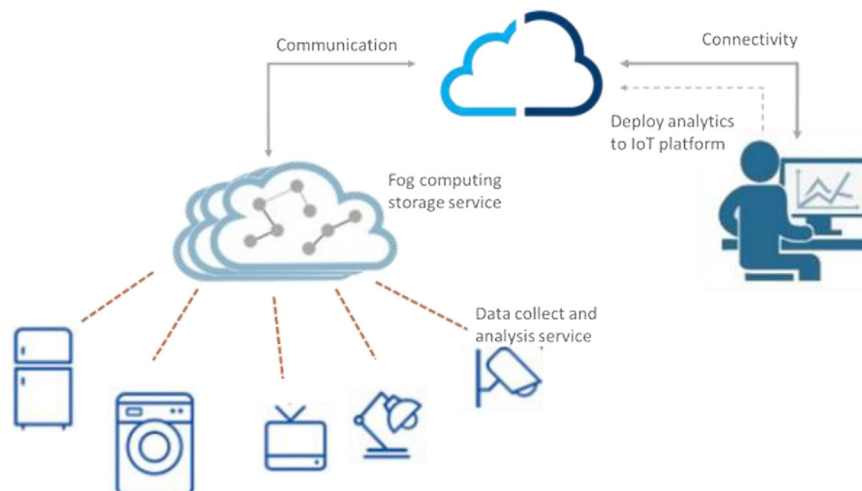 Communication
Connectivity
Deploy analytics
to IoT platform
Fog computing
storage service
Data collect and
analysis service